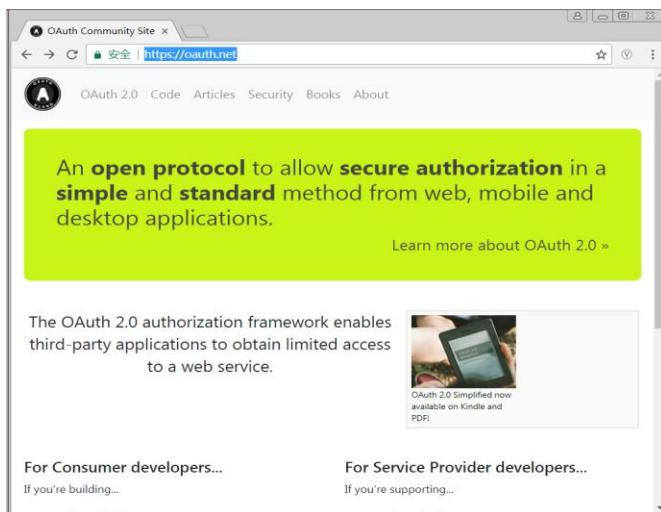 OAuth Community Site
安全 https://oauth.net
OAuth 2.0 Code Articles Security Books About
An open protocol to allow secure authorization in a
simple and standard method from web, mobile and
desktop applications.
Learn more about OAuth 2.0 »
The OAuth 2.0 authorization framework enables
third-party applications to obtain limited access
to a web service.
OAuth 2.0 Simplified now
available on Kindle and
PDF!
For Consumer developers...
If you're building...
For Service Provider developers...
If you're supporting...